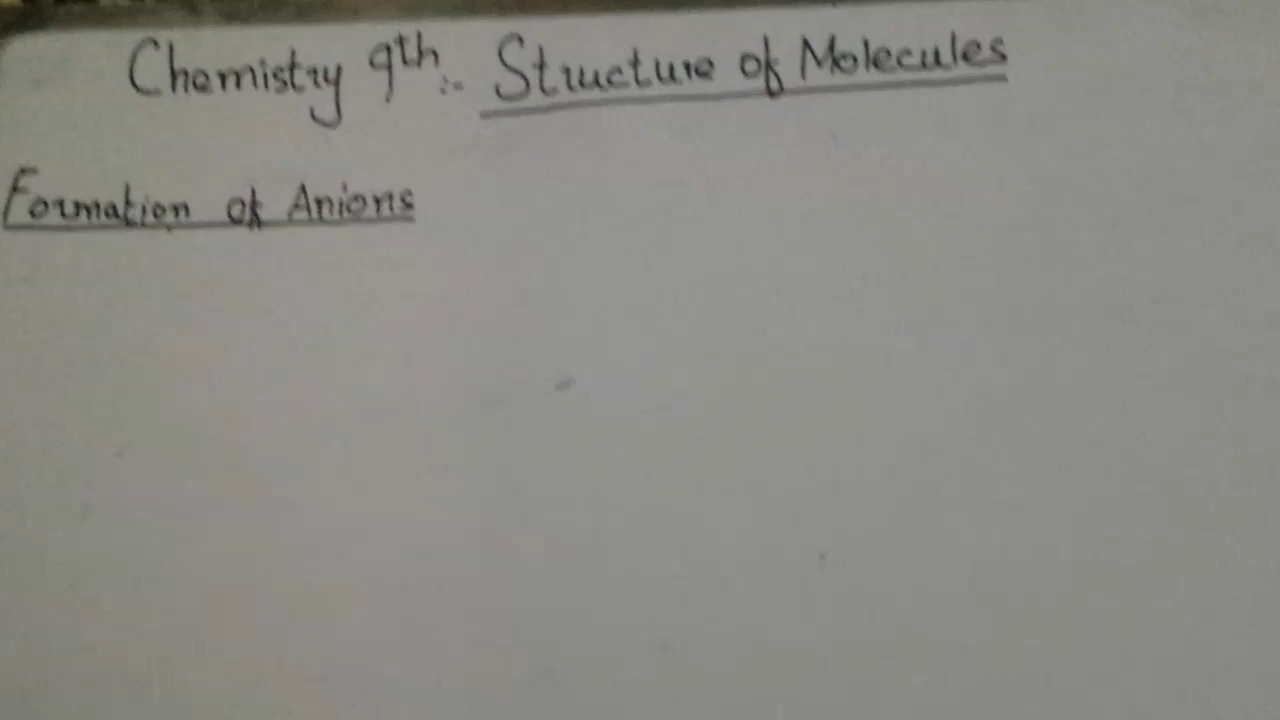 Chemistry 9th:- Structure of Molecules
Formation of Anions